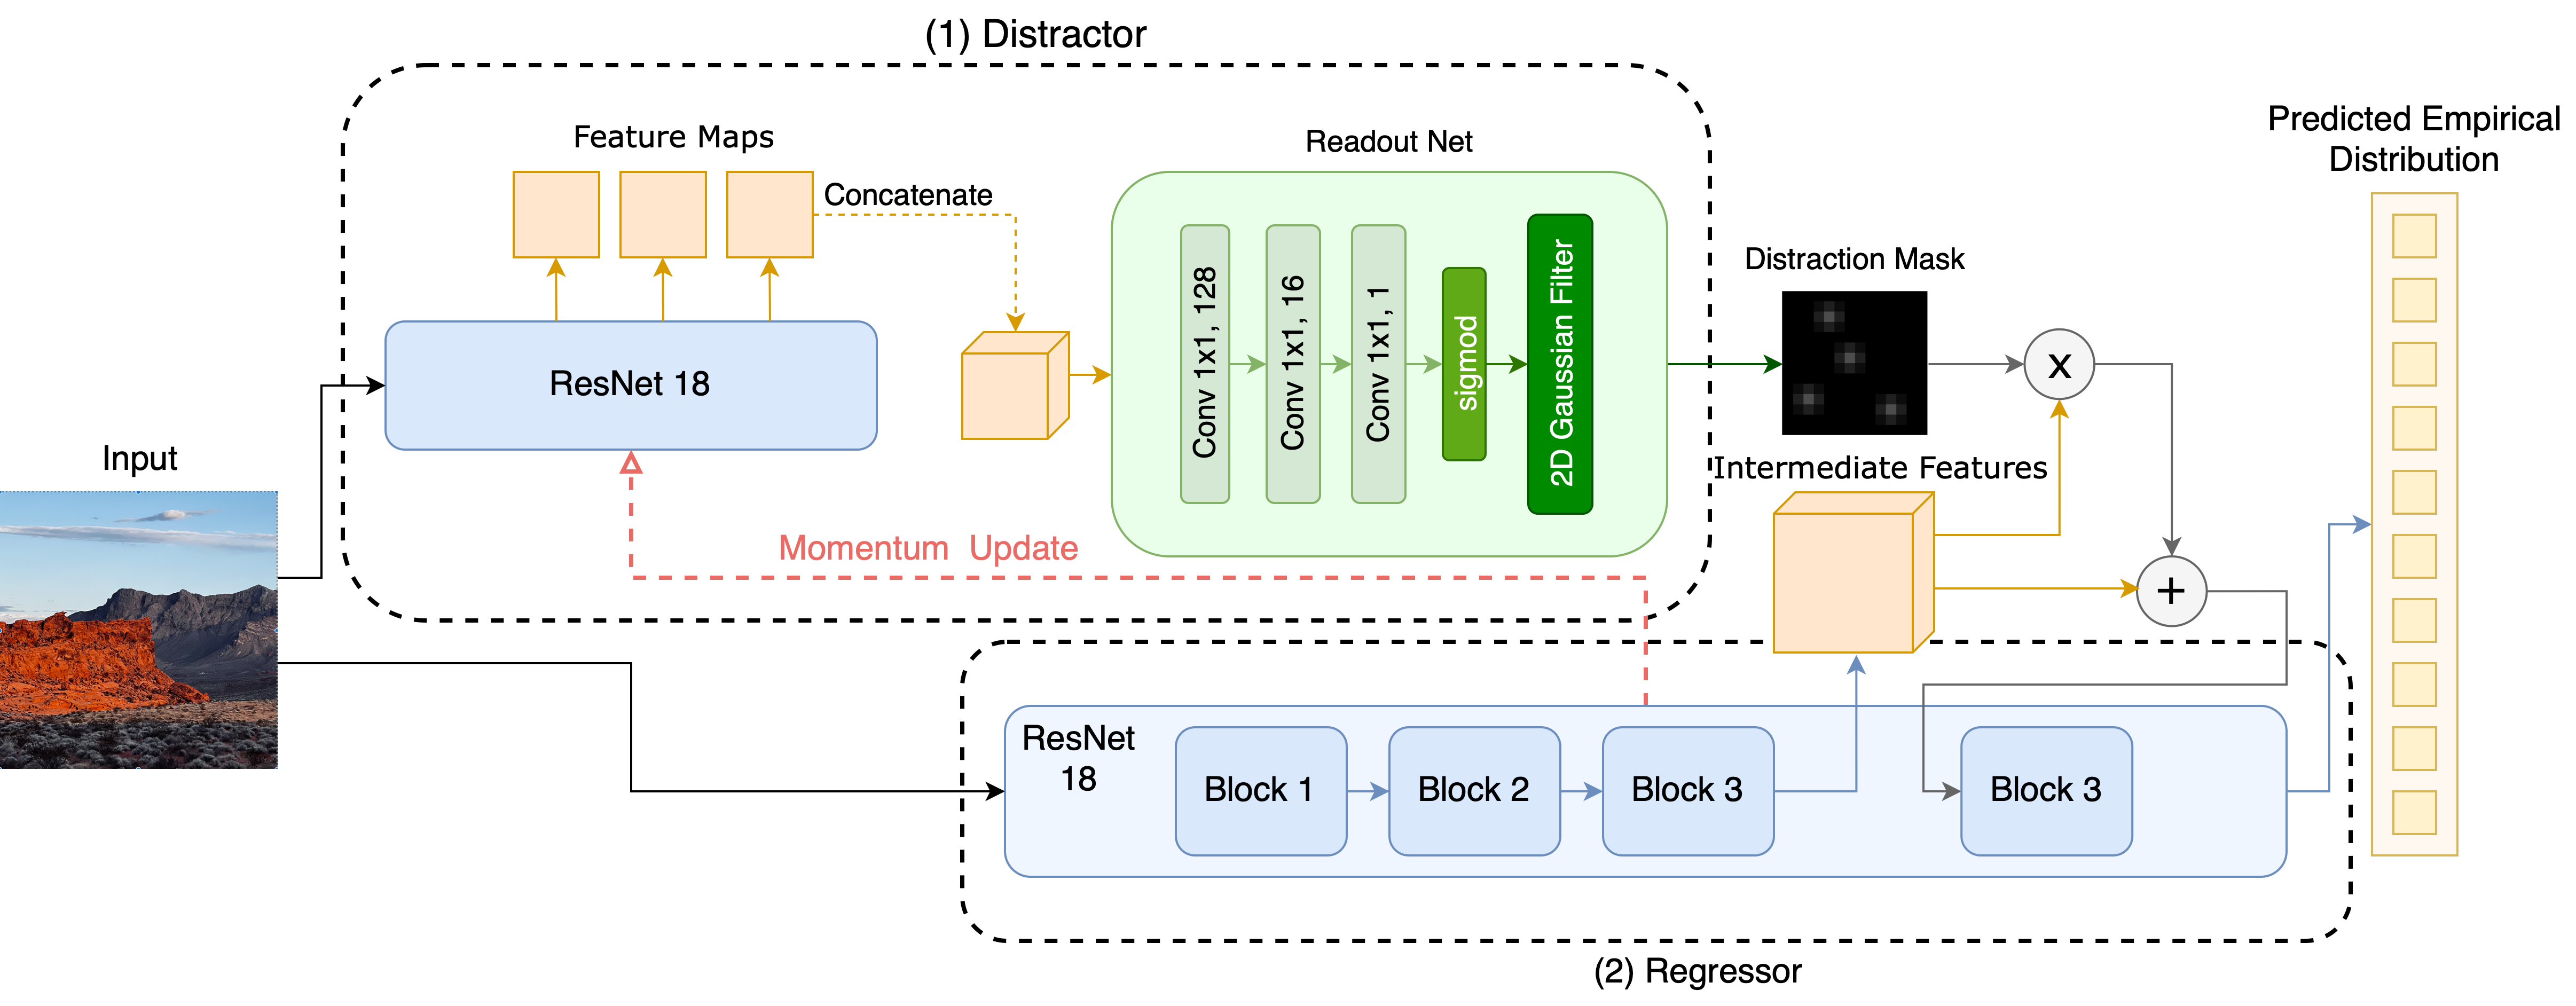 (1) Distractor
Feature Maps
Concatenate
Readout Net
Conv 1x1, 128
Conv 1x1, 16
Conv 1x1, 1
sigmod
2D Gaussian Filter
ResNet 18
Momentum Update
Input
Distraction Mask
x
Intermediate Features
+
Predicted Empirical
Distribution
ResNet
18
Block 1
Block 2
Block 3
Block 3
(2) Regressor